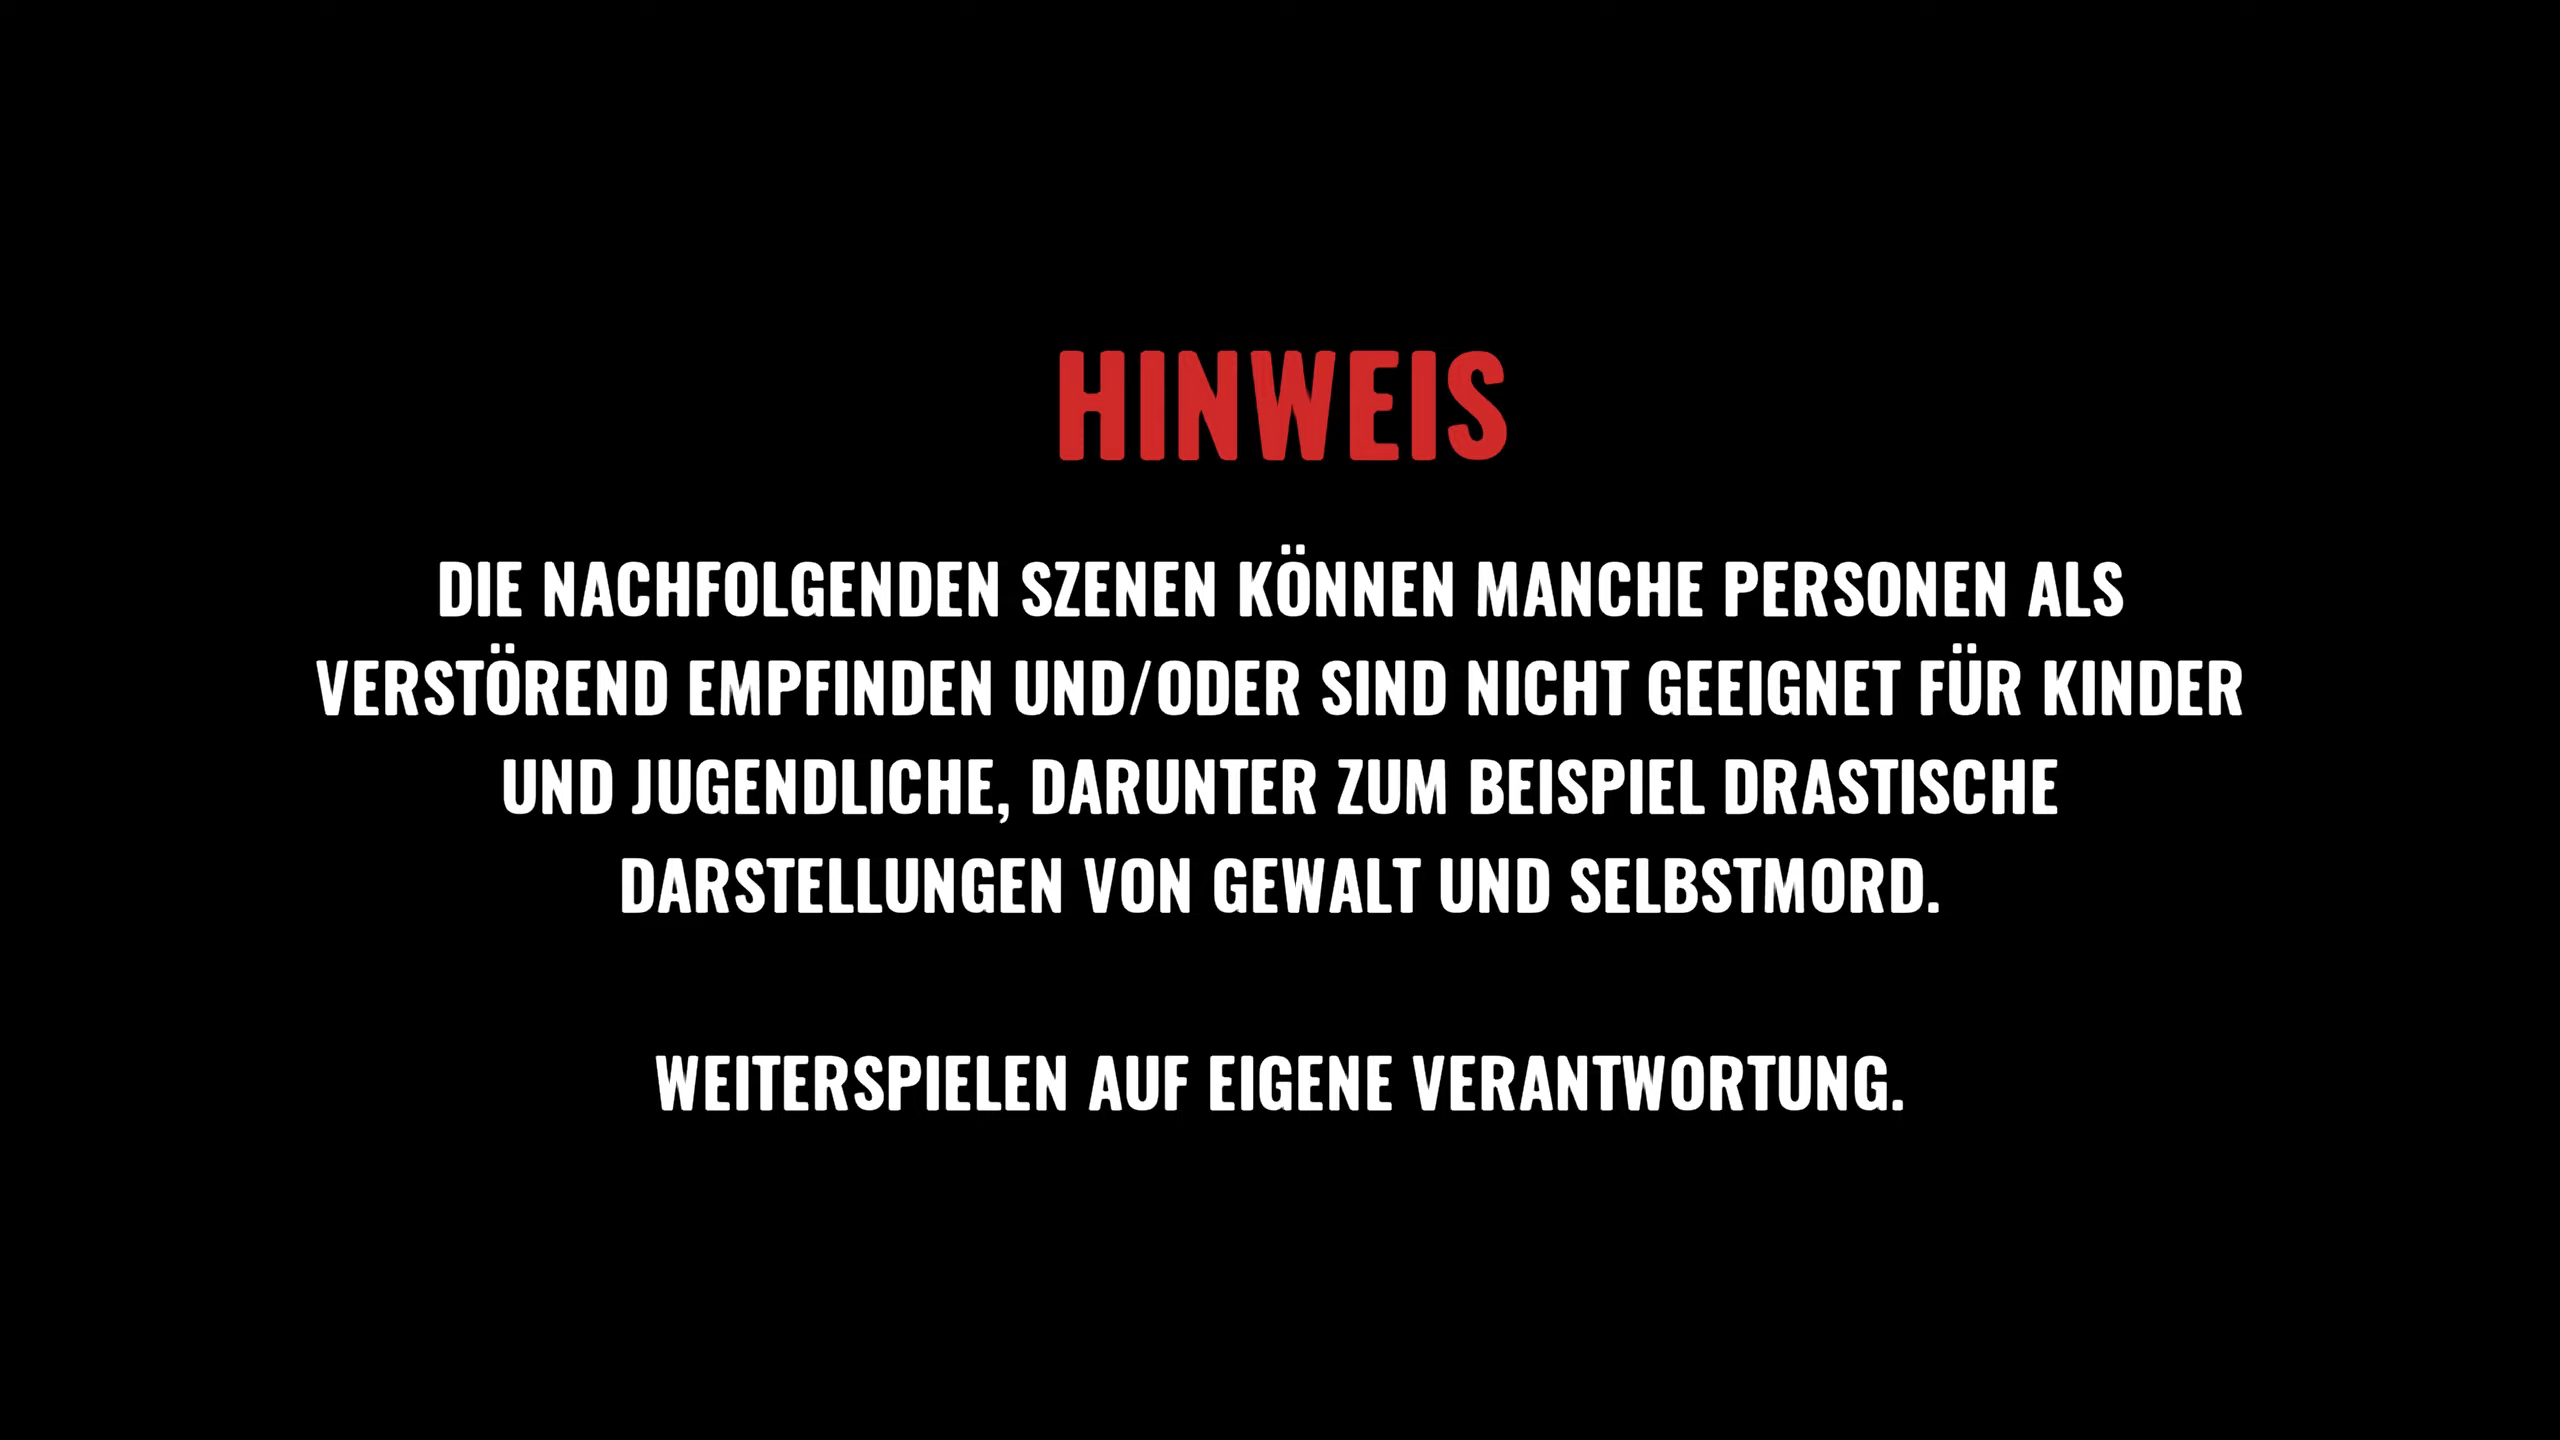 HINWEIS
DIE NACHFOLGENDEN SZENEN KÖNNEN MANCHE PERSONEN ALS
VERSTÖREND EMPFINDEN UND/ODER SIND NICHT GEEIGNET FÜR KINDER
UND JUGENDLICHE, DARUNTER ZUM BEISPIEL DRASTISCHE
DARSTELLUNGEN VON GEWALT UND SELBSTMORD.
WEITERSPIELEN AUF EIGENE VERANTWORTUNG.